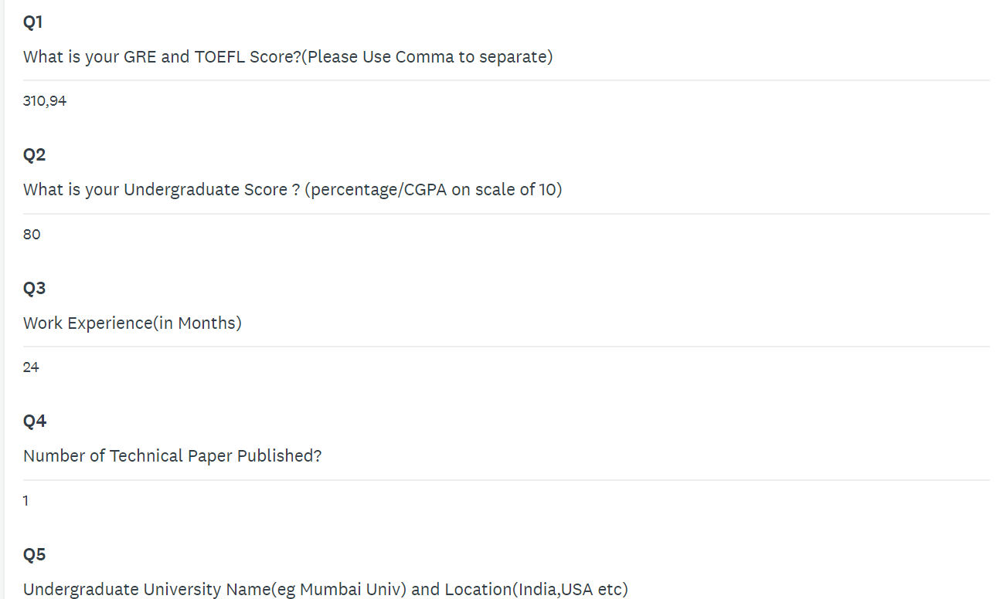 Q1
What is your GRE and TOEFL Score?(Please Use Comma to separate)
310,94
Q2
What is your Undergraduate Score ? (percentage/CGPA on scale of 10)
80
Q3
Work Experience(in Months)
24
Q4
Number of Technical Paper Published?
1
Q5
Undergraduate University Name(eg Mumbai Univ) and Location(India,USA etc)